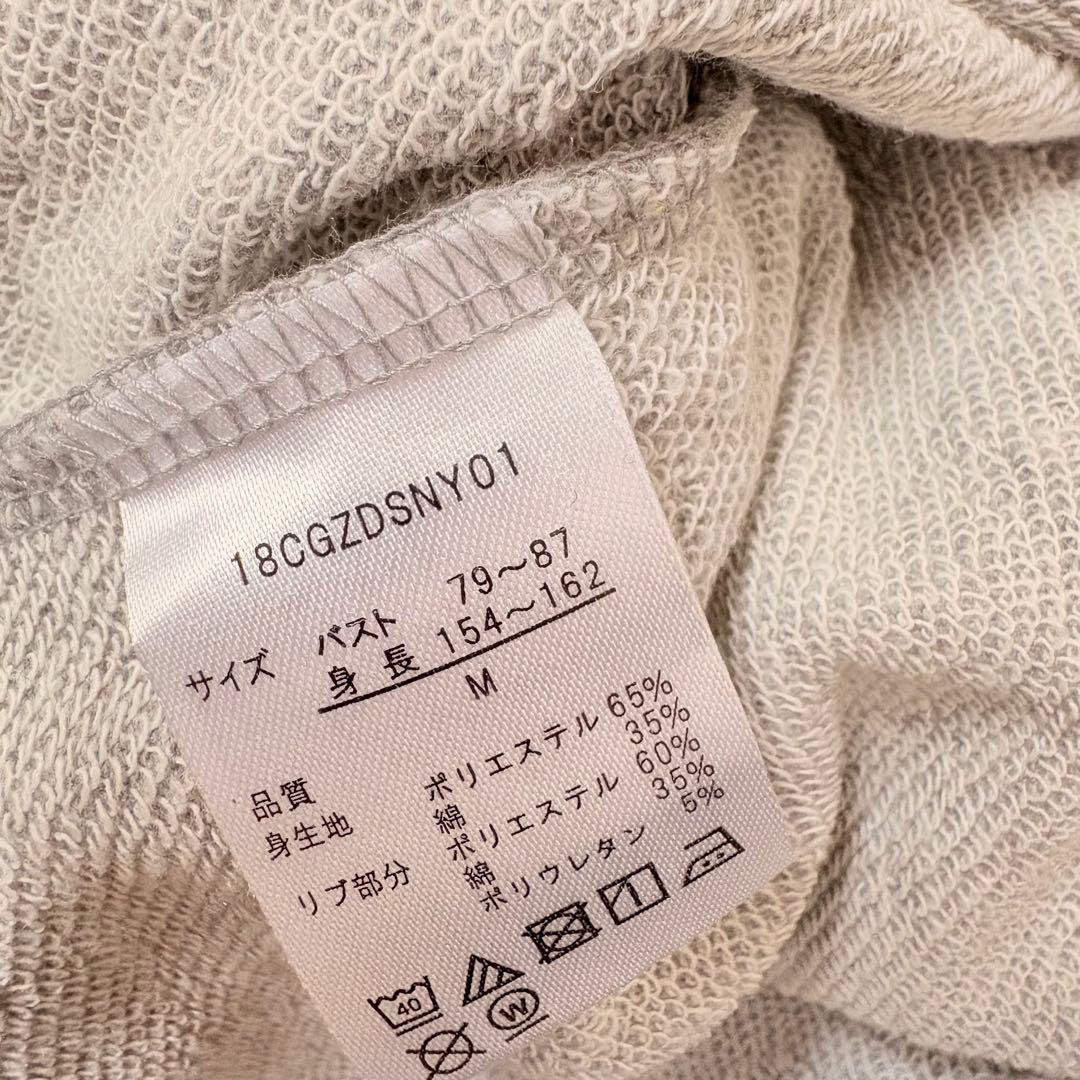 18CGZDSNY01
サイズ バスト 79～87
身長 154～162
M
品質
身生地 ポリエステル 65%
綿 35%
リブ部分 ポリエステル 60%
綿 35%
ポリウレタン 5%
40
W